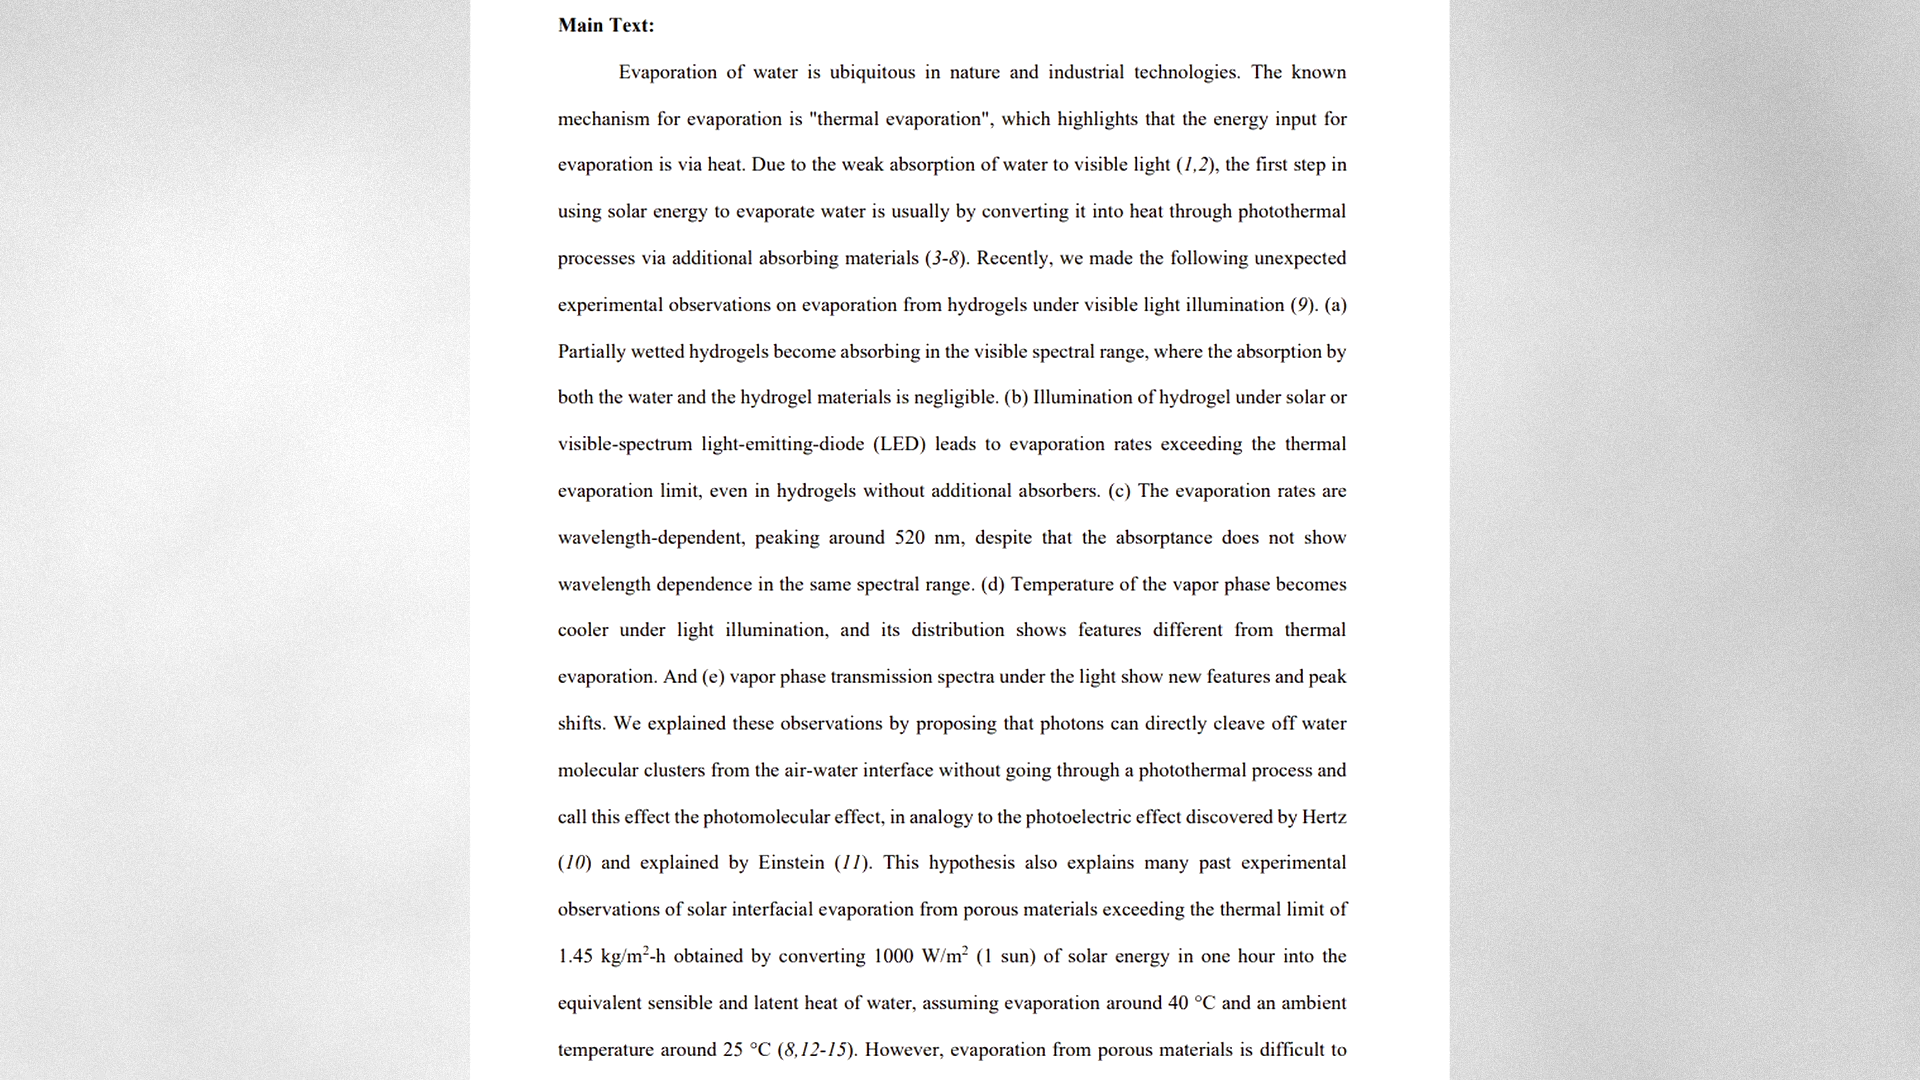 Main Text:
Evaporation of water is ubiquitous in nature and industrial technologies. The known
mechanism for evaporation is "thermal evaporation", which highlights that the energy input for
evaporation is via heat. Due to the weak absorption of water to visible light (1,2), the first step in
using solar energy to evaporate water is usually by converting it into heat through photothermal
processes via additional absorbing materials (3-8). Recently, we made the following unexpected
experimental observations on evaporation from hydrogels under visible light illumination (9). (a)
Partially wetted hydrogels become absorbing in the visible spectral range, where the absorption by
both the water and the hydrogel materials is negligible. (b) Illumination of hydrogel under solar or
visible-spectrum light-emitting-diode (LED) leads to evaporation rates exceeding the thermal
evaporation limit, even in hydrogels without additional absorbers. (c) The evaporation rates are
wavelength-dependent, peaking around 520 nm, despite that the absorptance does not show
wavelength dependence in the same spectral range. (d) Temperature of the vapor phase becomes
cooler under light illumination, and its distribution shows features different from thermal
evaporation. And (e) vapor phase transmission spectra under the light show new features and peak
shifts. We explained these observations by proposing that photons can directly cleave off water
molecular clusters from the air-water interface without going through a photothermal process and
call this effect the photomolecular effect, in analogy to the photoelectric effect discovered by Hertz
(10) and explained by Einstein (11). This hypothesis also explains many past experimental
observations of solar interfacial evaporation from porous materials exceeding the thermal limit of
1.45 kg/m²-h obtained by converting 1000 W/m² (1 sun) of solar energy in one hour into the
equivalent sensible and latent heat of water, assuming evaporation around 40 °C and an ambient
temperature around 25 °C (8,12-15). However, evaporation from porous materials is difficult to